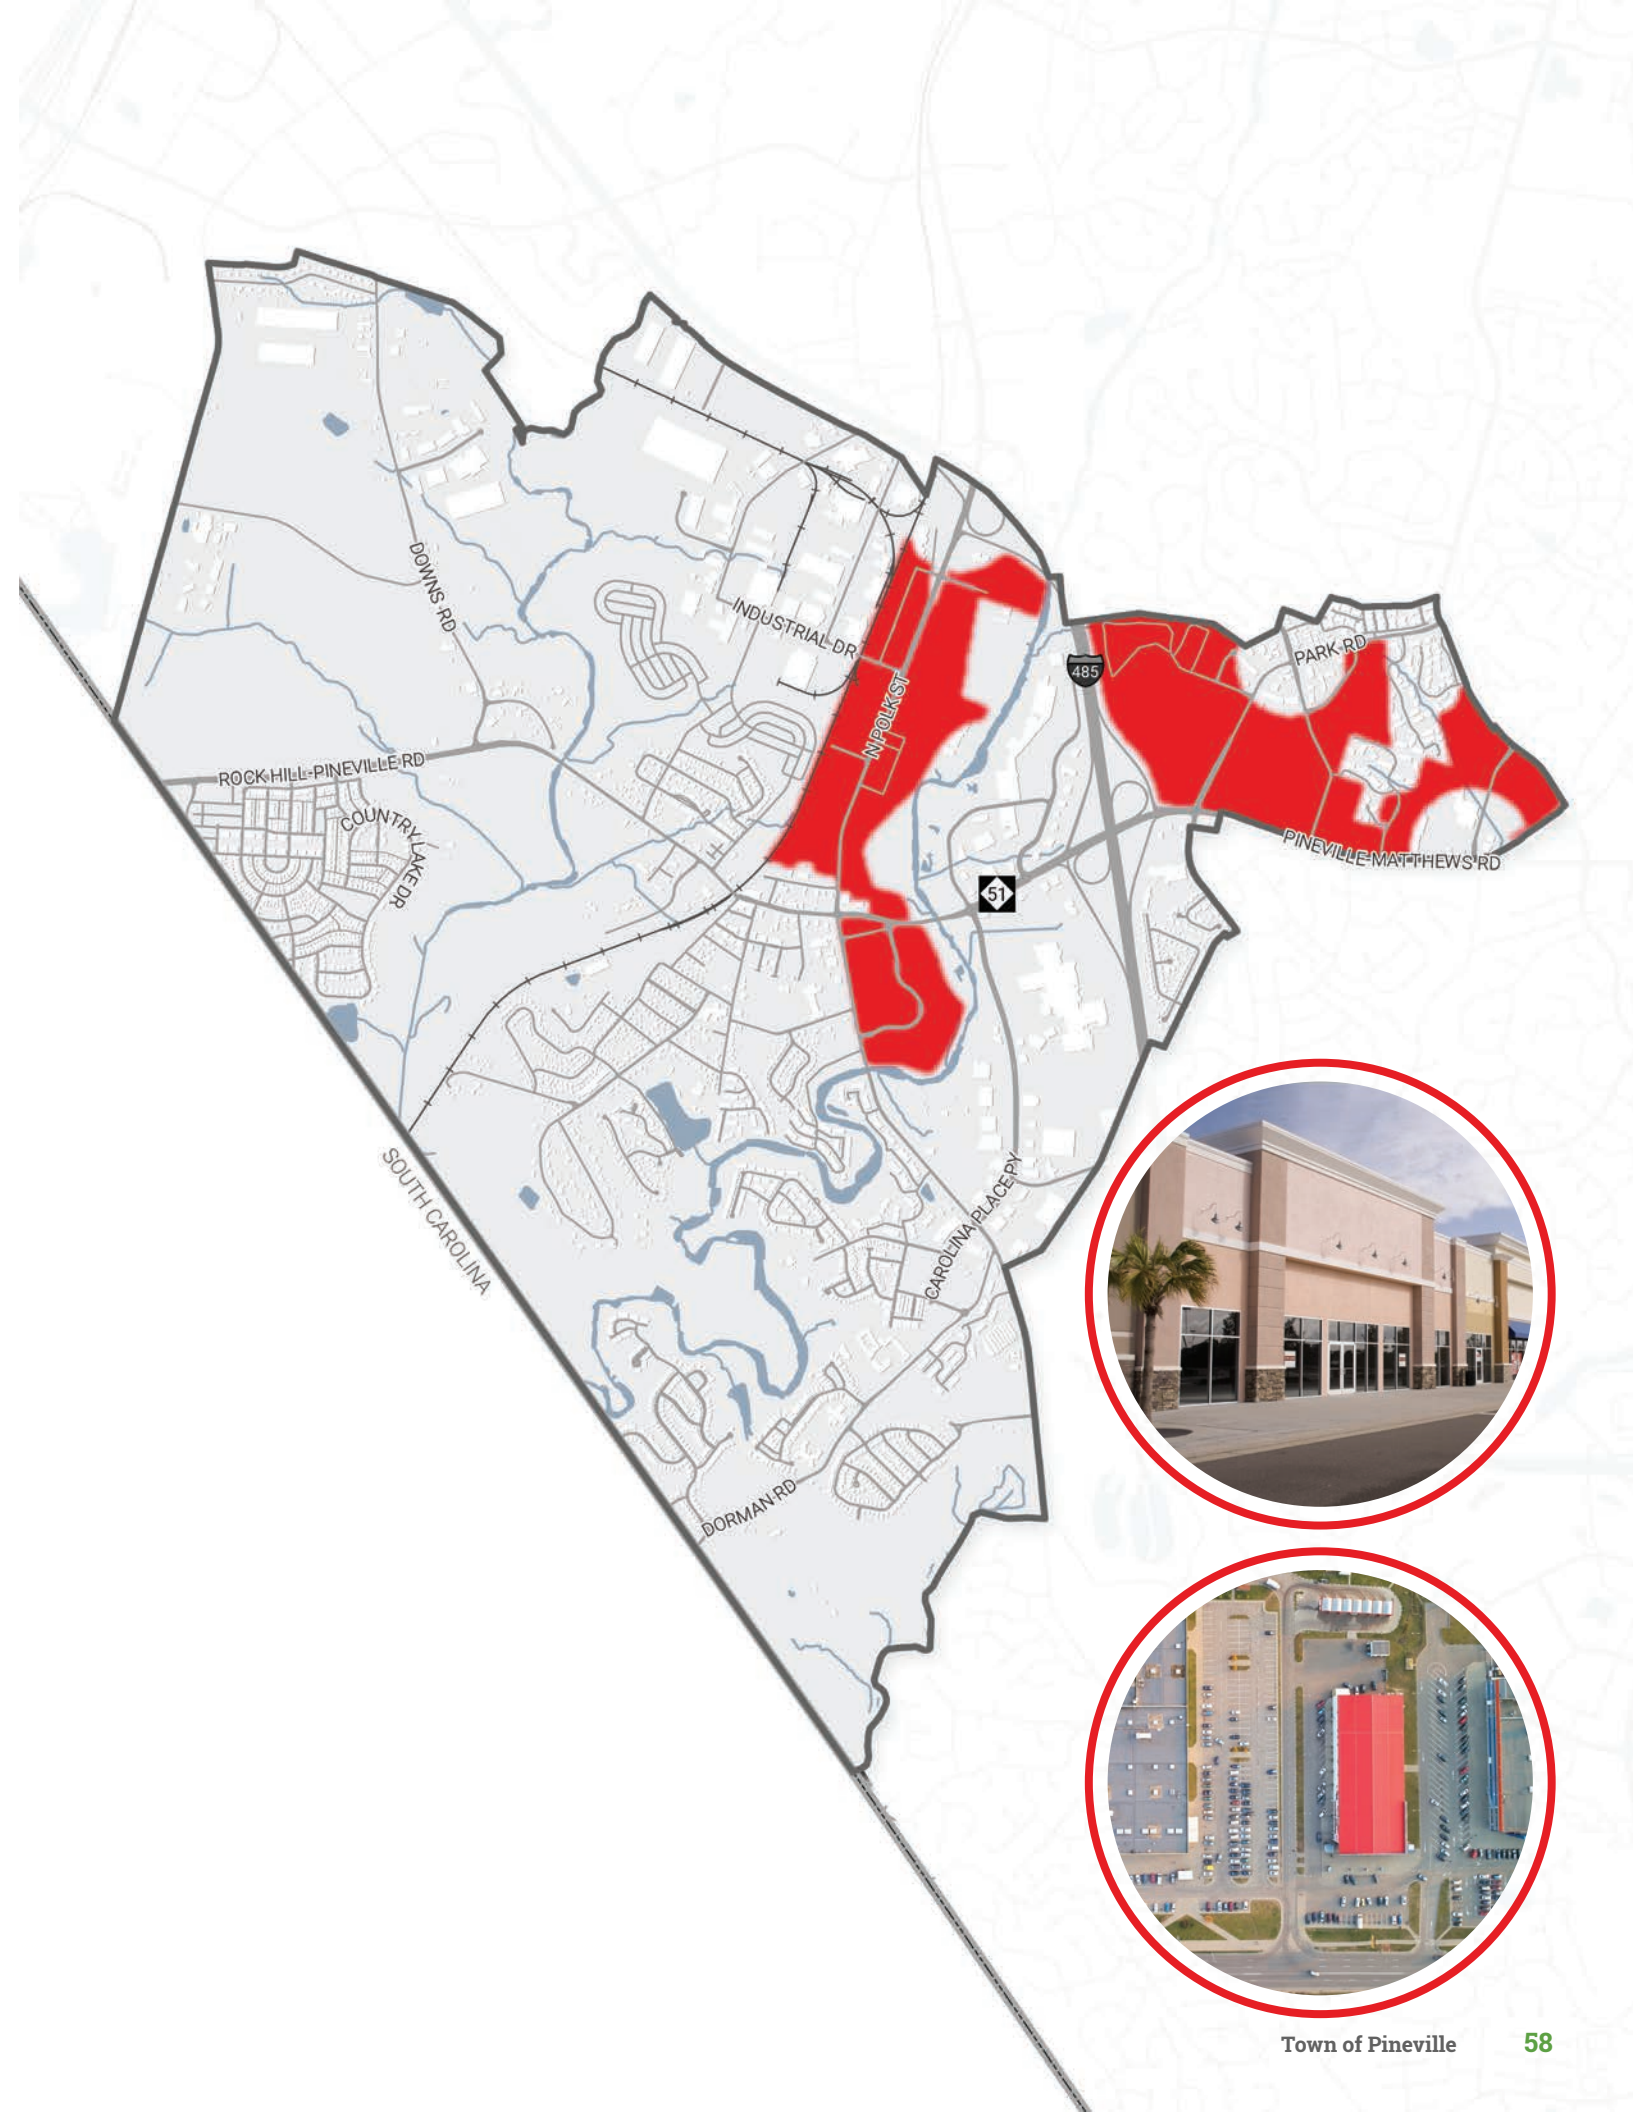 PARK RD
DOWNS RD
INDUSTRIAL DR
485
N POLK ST
ROCK HILL-PINEVILLE RD
COUNTRY LAKE DR
PINEVILLE-MATTHEWS RD
51
SOUTH CAROLINA
CAROLINA PLACE PY
DORMAN RD
Town of Pineville 58